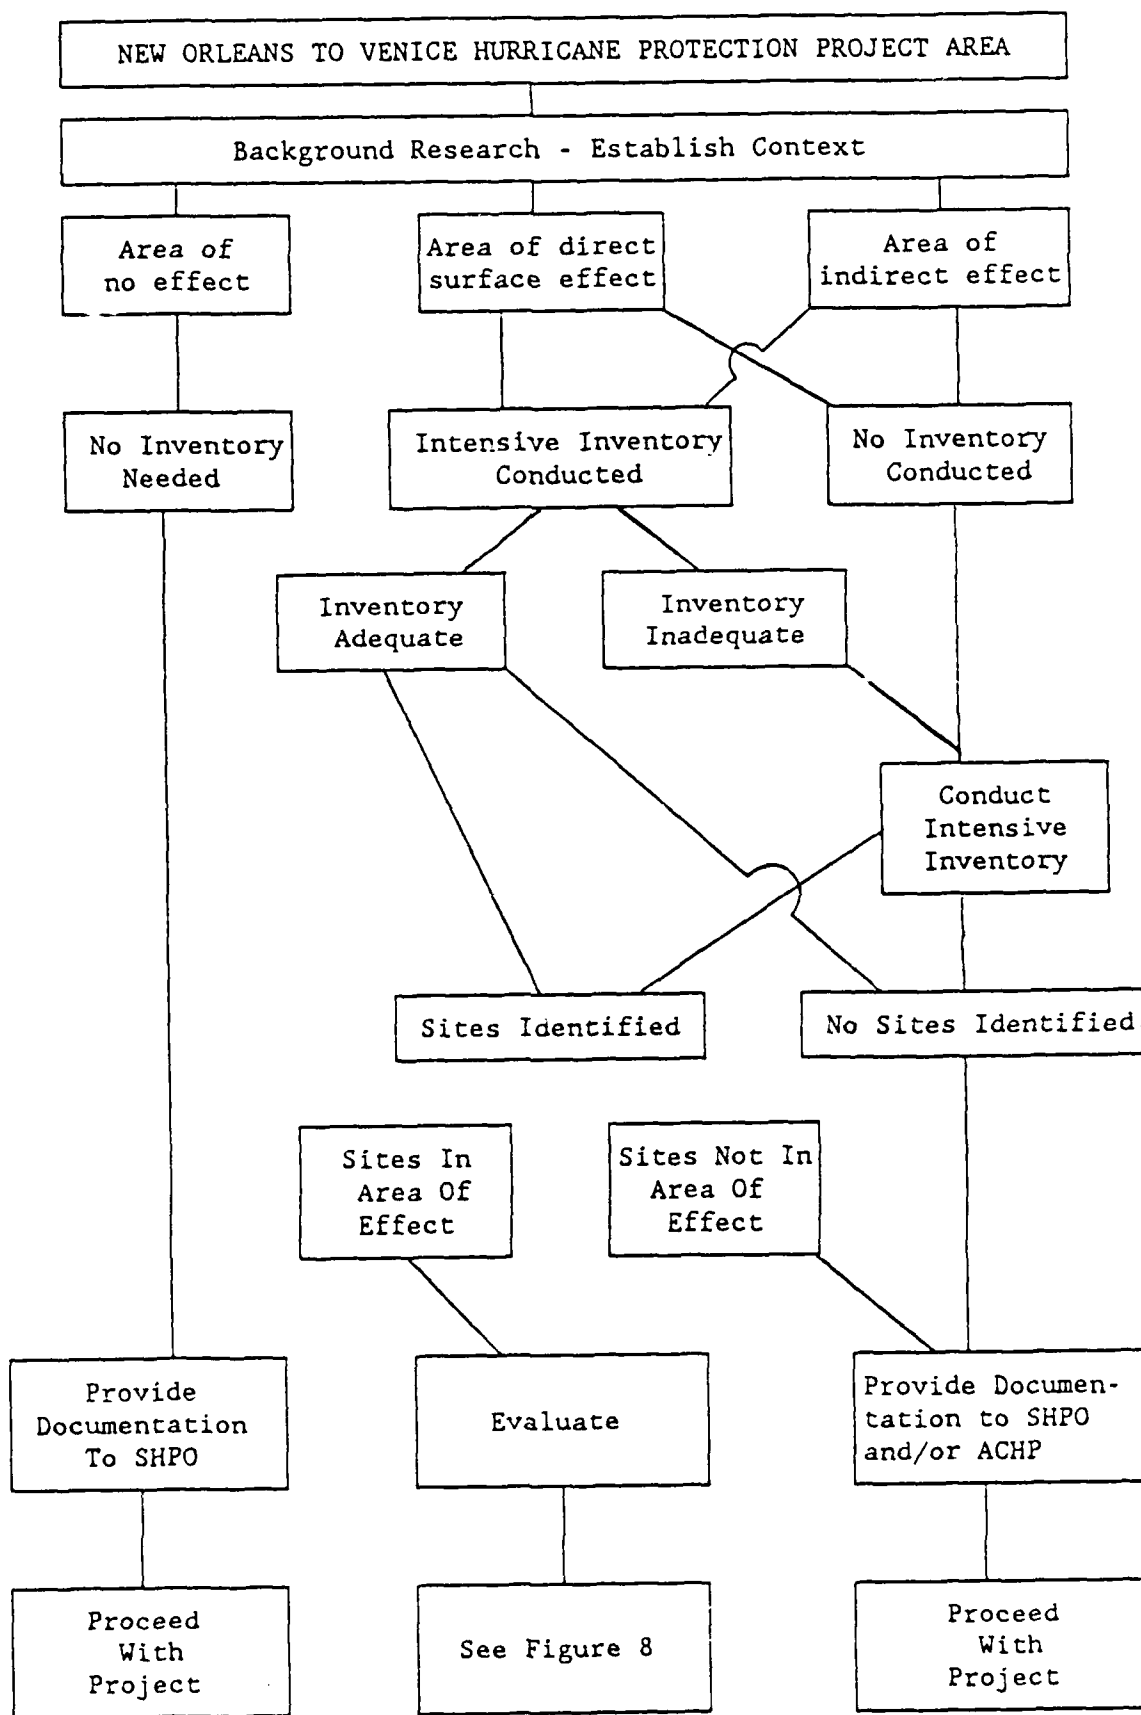 NEW ORLEANS TO VENICE HURRICANE PROTECTION PROJECT AREA
Background Research - Establish Context
Area of
no effect
Area of direct
surface effect
Area of
indirect effect
No Inventory
Needed
Intensive Inventory
Conducted
No Inventory
Conducted
Inventory
Adequate
Inventory
Inadequate
Conduct
Intensive
Inventory
Sites Identified
No Sites Identified
Sites In
Area Of
Effect
Sites Not In
Area Of
Effect
Provide
Documentation
To SHPO
Evaluate
Provide Documen-
tation to SHPO
and/or ACHP
Proceed
With
Project
See Figure 8
Proceed
With
Project